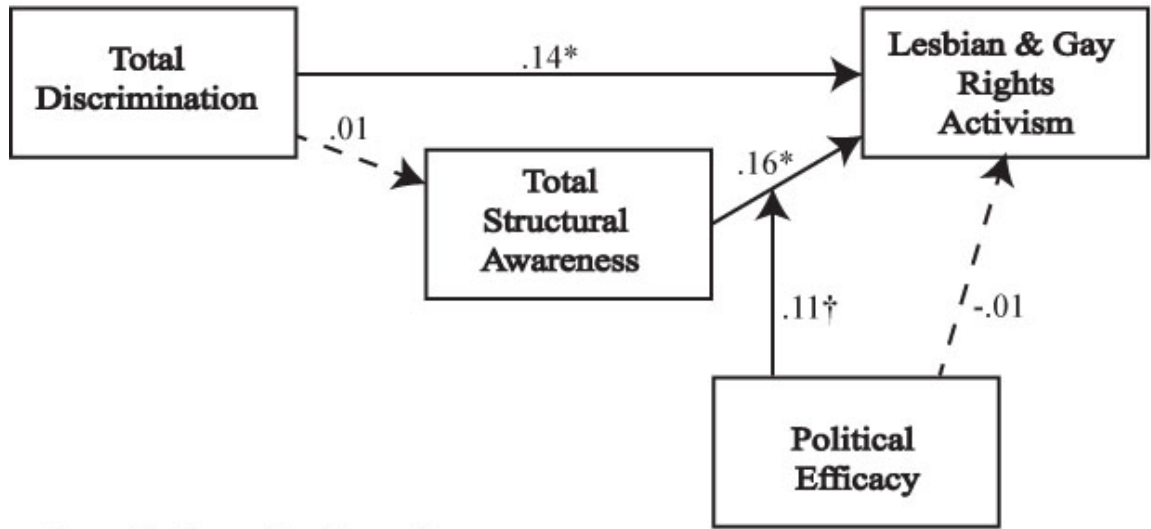 Total
Discrimination
.14*
Lesbian & Gay
Rights
Activism
.01
Total
Structural
Awareness
.16*
.11†
-.01
Political
Efficacy